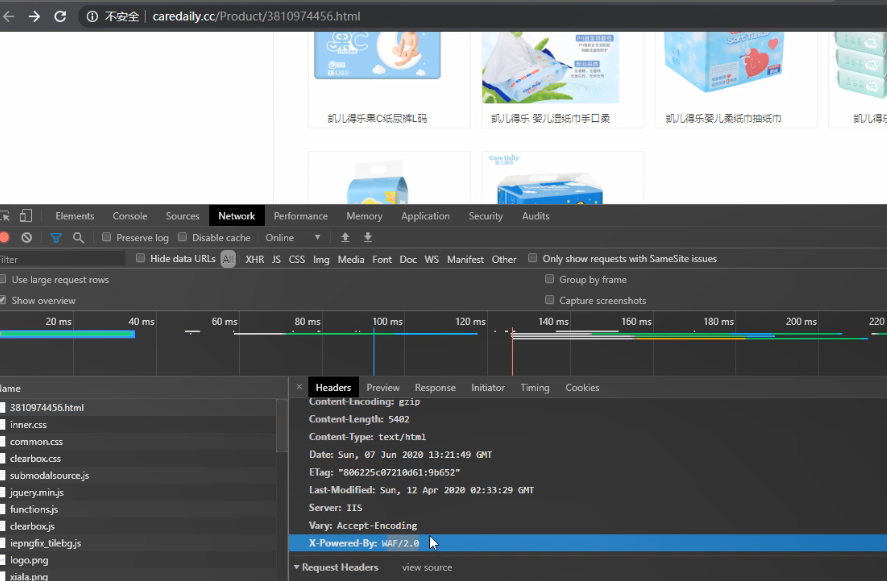 不安全 | caredaily.cc/Product/3810974456.html
凯儿得乐果C纸尿裤L码
凯儿得乐 婴儿湿纸巾手口柔
凯儿得乐婴儿柔纸巾抽纸巾
凯儿得乐
Care Daily
Elements Console Sources Network Performance Memory Application Security Audits
Preserve log Disable cache Online
ilter Hide data URLs All XHR JS CSS Img Media Font Doc WS Manifest Other Only show requests with SameSite issues
Use large request rows Group by frame
Show overview Capture screenshots
20 ms 40 ms 60 ms 80 ms 100 ms 120 ms 140 ms 160 ms 180 ms 200 ms 220
ame × Headers Preview Response Initiator Timing Cookies
3810974456.html
inner.css
common.css
clearbox.css
submodalsource.js
jquery.min.js
functions.js
clearbox.js
iepngfix_tilebg.js
logo.png
xiala.png
Content-Encoding: gzip
Content-Length: 5402
Content-Type: text/html
Date: Sun, 07 Jun 2020 13:21:49 GMT
ETag: "806225c07210d61:9b652"
Last-Modified: Sun, 12 Apr 2020 02:33:29 GMT
Server: IIS
Vary: Accept-Encoding
X-Powered-By: WAF/2.0
Request Headers view source